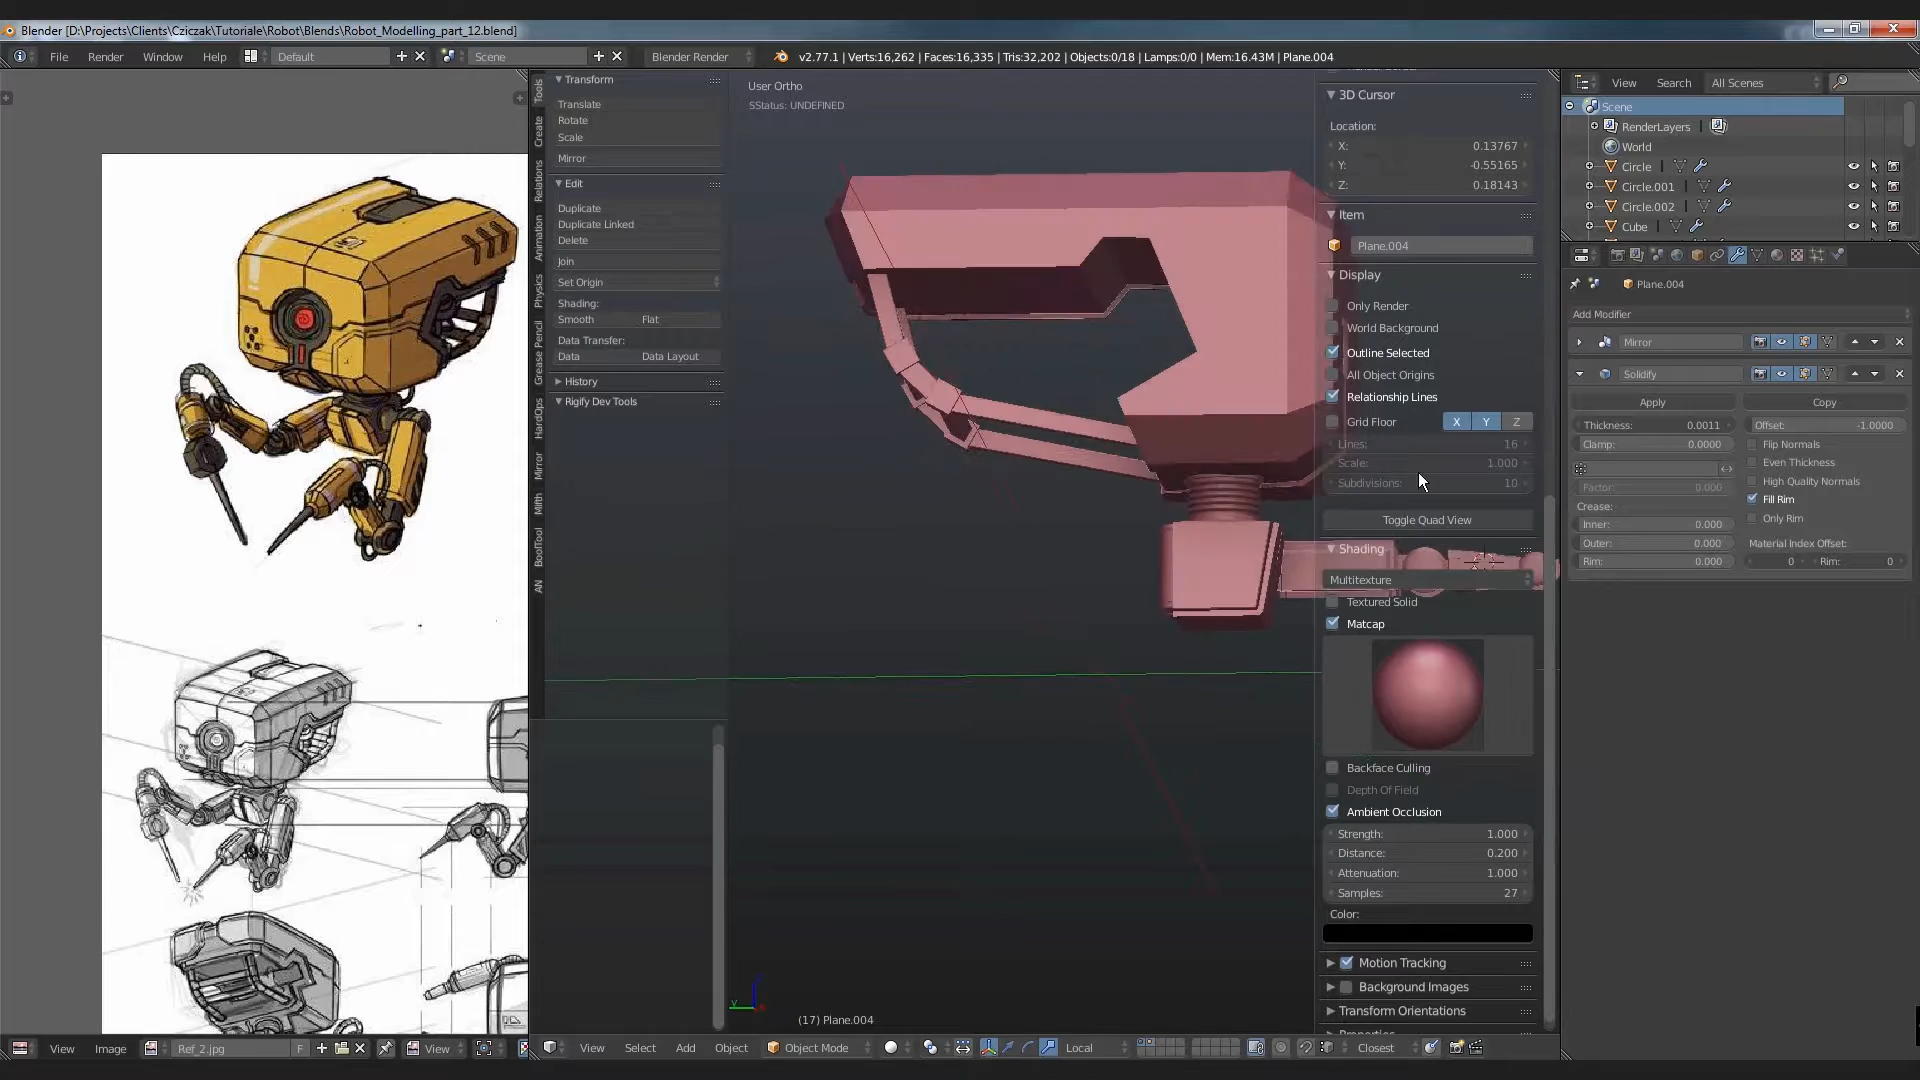 Blender [D:\Projects\Clients\Cziczak\Tutoriale\Robot\Blends\Robot_Modelling_part_12.blend]
File Render Window Help Default Scene Blender Render v2.77.1 | Verts:16,262 | Faces:16,335 | Tris:32,202 | Objects:0/18 | Lamps:0/0 | Mem:16.43M | Plane.004
Tools
Create
Relations
Animation
Physics
Grease Pencil
HardOps
Mirror
Mifth
BoolTool
AN
Transform
Translate
Rotate
Scale
Mirror
Edit
Duplicate
Duplicate Linked
Delete
Join
Set Origin
Shading:
Smooth Flat
Data Transfer:
Data Data Layout
History
Rigify Dev Tools
User Ortho
SStatus: UNDEFINED
(17) Plane.004
3D Cursor
Location:
X: 0.13767
Y: -0.55165
Z: 0.18143
Item
Plane.004
Display
Only Render
World Background
Outline Selected
All Object Origins
Relationship Lines
Grid Floor X Y Z
Lines: 16
Scale: 1.000
Subdivisions: 10
Toggle Quad View
Shading
Multitexture
Textured Solid
Matcap
Backface Culling
Depth Of Field
Ambient Occlusion
Strength: 1.000
Distance: 0.200
Attenuation: 1.000
Samples: 27
Color:
Motion Tracking
Background Images
Transform Orientations
View Search All Scenes
Scene
RenderLayers
World
Circle
Circle.001
Circle.002
Cube
Plane.004
Add Modifier
Mirror
Solidify
Apply Copy
Thickness: 0.0011 Offset: -1.0000
Clamp: 0.0000 Flip Normals
Even Thickness
High Quality Normals
Factor: 0.000
Fill Rim
Crease:
Only Rim
Inner: 0.000
Outer: 0.000 Material Index Offset:
Rim: 0.000 0 Rim: 0
View Image Ref_2.jpg F View
View Select Add Object Object Mode Local Closest